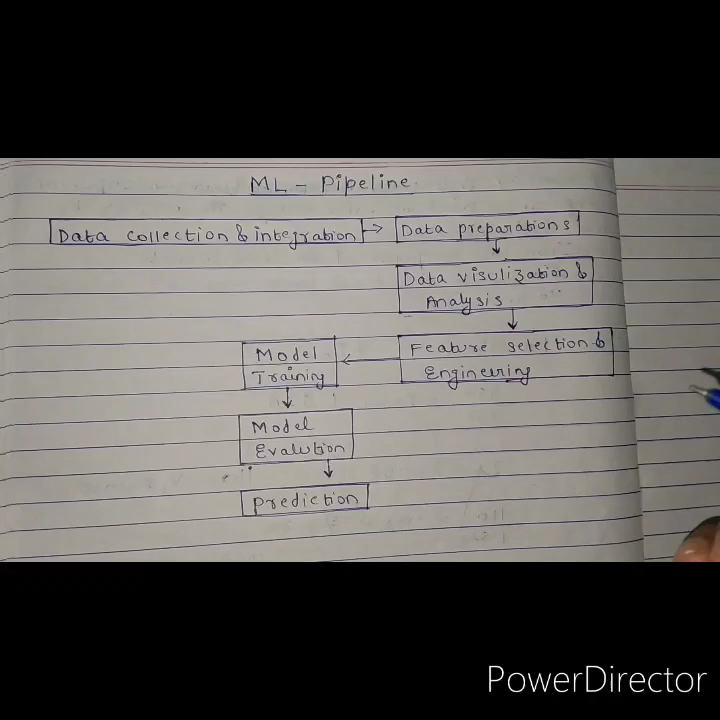 ML - Pipeline
Data collection & integration → Data preparations
Data visulization &
Analysis
Feature selection &
Engineering
Model
Training
Model
Evalution
prediction
PowerDirector